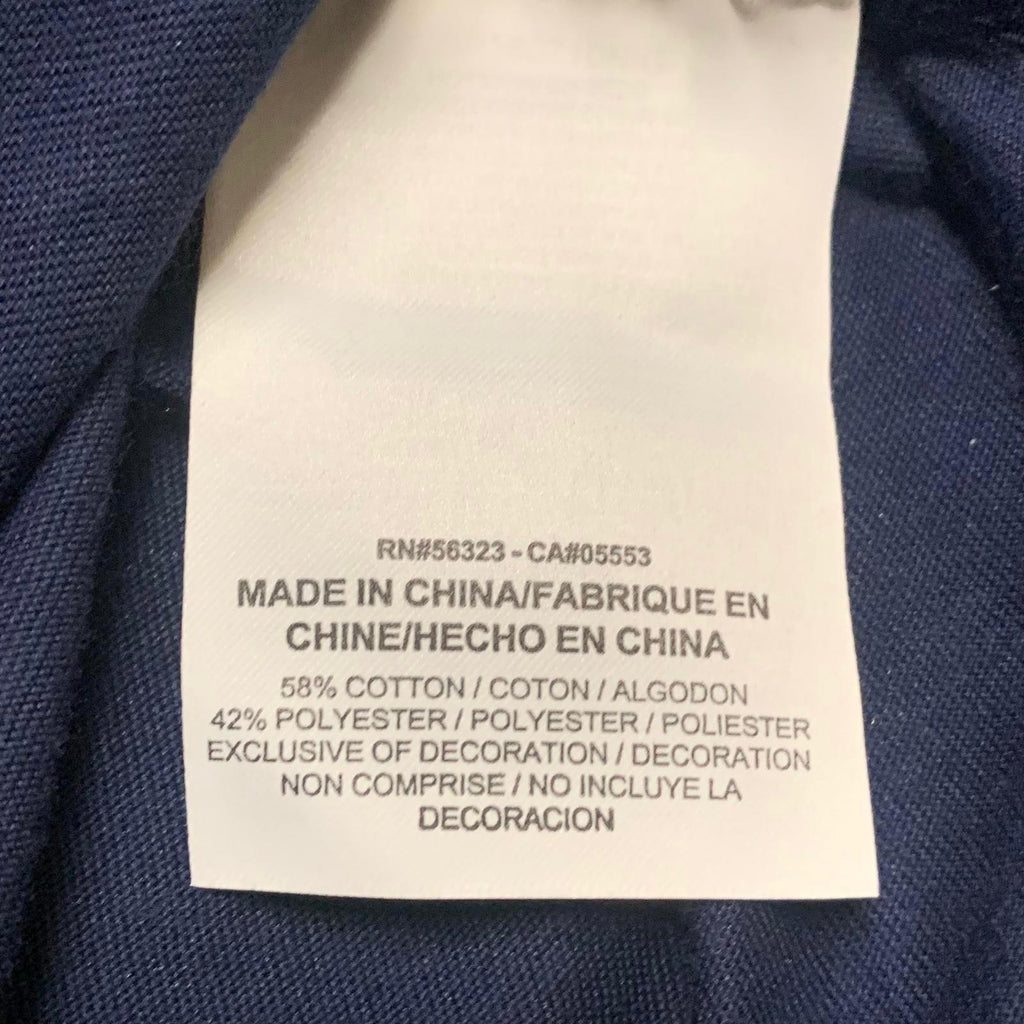 RN#56323 - CA#05553
MADE IN CHINA/FABRIQUE EN
CHINE/HECHO EN CHINA
58% COTTON / COTON / ALGODON
42% POLYESTER / POLYESTER / POLIESTER
EXCLUSIVE OF DECORATION / DECORATION
NON COMPRISE / NO INCLUYE LA
DECORACION